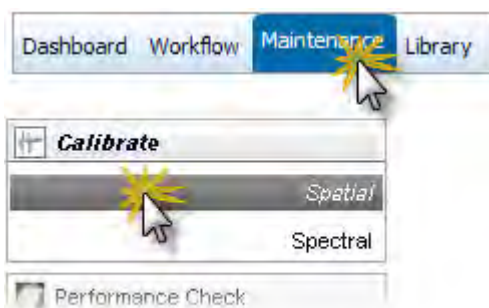 Dashboard Workflow Maintenance Library
Calibrate
Spatial
Spectral
Performance Check